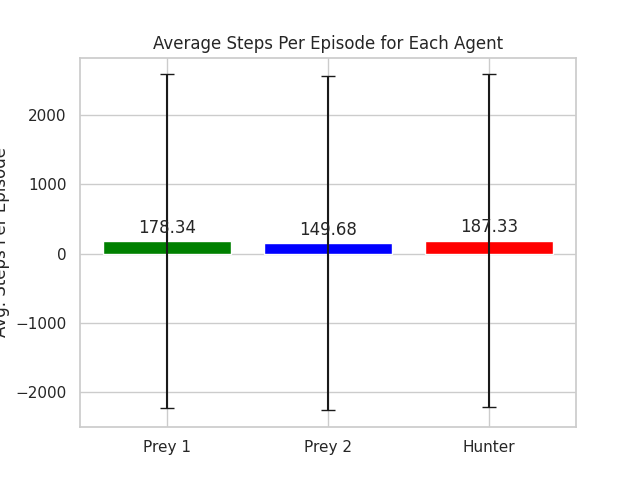 Average Steps Per Episode for Each Agent
Avg. Steps Per Episode
2000
1000
0
−1000
−2000
178.34
149.68
187.33
Prey 1
Prey 2
Hunter